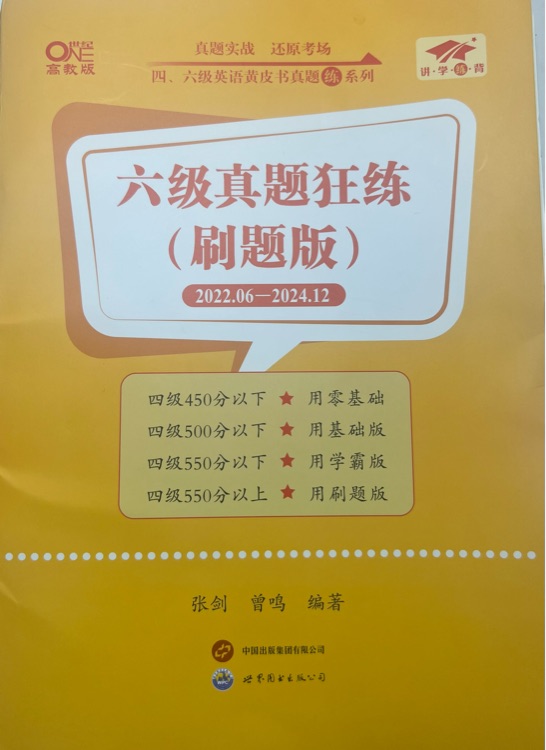 世纪
ONE
高教版
真题实战 还原考场
四、六级英语黄皮书真题练系列
讲·学·练·背
六级真题狂练
(刷题版)
2022.06—2024.12
四级450分以下 ★ 用零基础
四级500分以下 ★ 用基础版
四级550分以下 ★ 用学霸版
四级550分以上 ★ 用刷题版
张剑 曾鸣 编著
中国出版集团有限公司
世界图书出版公司